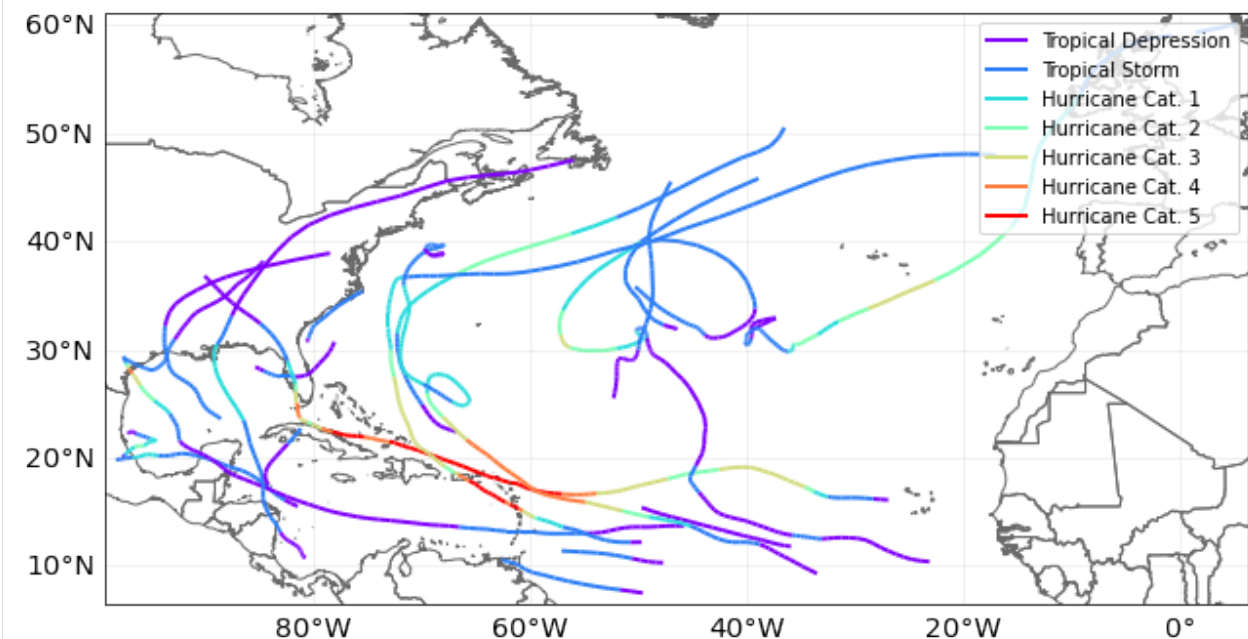 60°N
50°N
40°N
30°N
20°N
10°N
80°W
60°W
40°W
20°W
0°
Tropical Depression
Tropical Storm
Hurricane Cat. 1
Hurricane Cat. 2
Hurricane Cat. 3
Hurricane Cat. 4
Hurricane Cat. 5